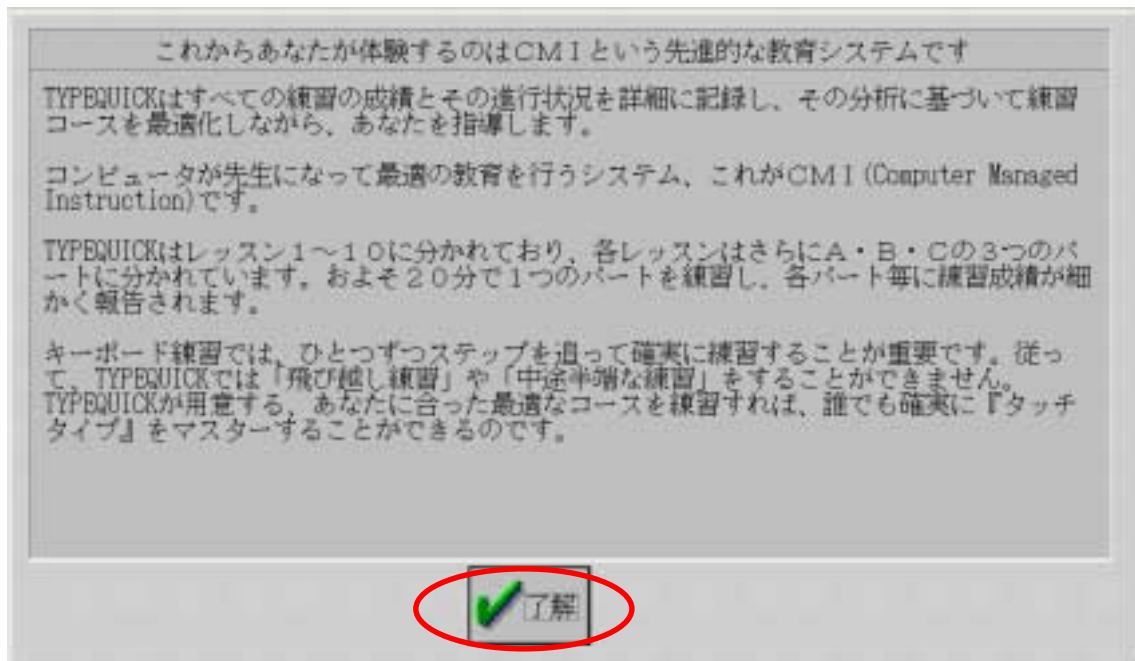 これからあなたが体験するのはＣＭＩという先進的な教育システムです
TYPEQUICKはすべての練習の成績とその進行状況を詳細に記録し、その分析に基づいて練習
コースを最適化しながら、あなたを指導します。
コンピュータが先生になって最適の教育を行うシステム、これがＣＭＩ(Computer Managed
Instruction)です。
TYPEQUICKはレッスン１～１０に分かれており、各レッスンはさらにＡ・Ｂ・Ｃの３つのパ
ートに分かれています。およそ２０分で１つのパートを練習し、各パート毎に練習成績が細
かく報告されます。
キーボード練習では、ひとつずつステップを追って確実に練習することが重要です。従っ
て、TYPEQUICKでは「飛び越し練習」や「中途半端な練習」をすることができません。
TYPEQUICKが用意する、あなたに合った最適なコースを練習すれば、誰でも確実に『タッチ
タイプ』をマスターすることができるのです。
了解